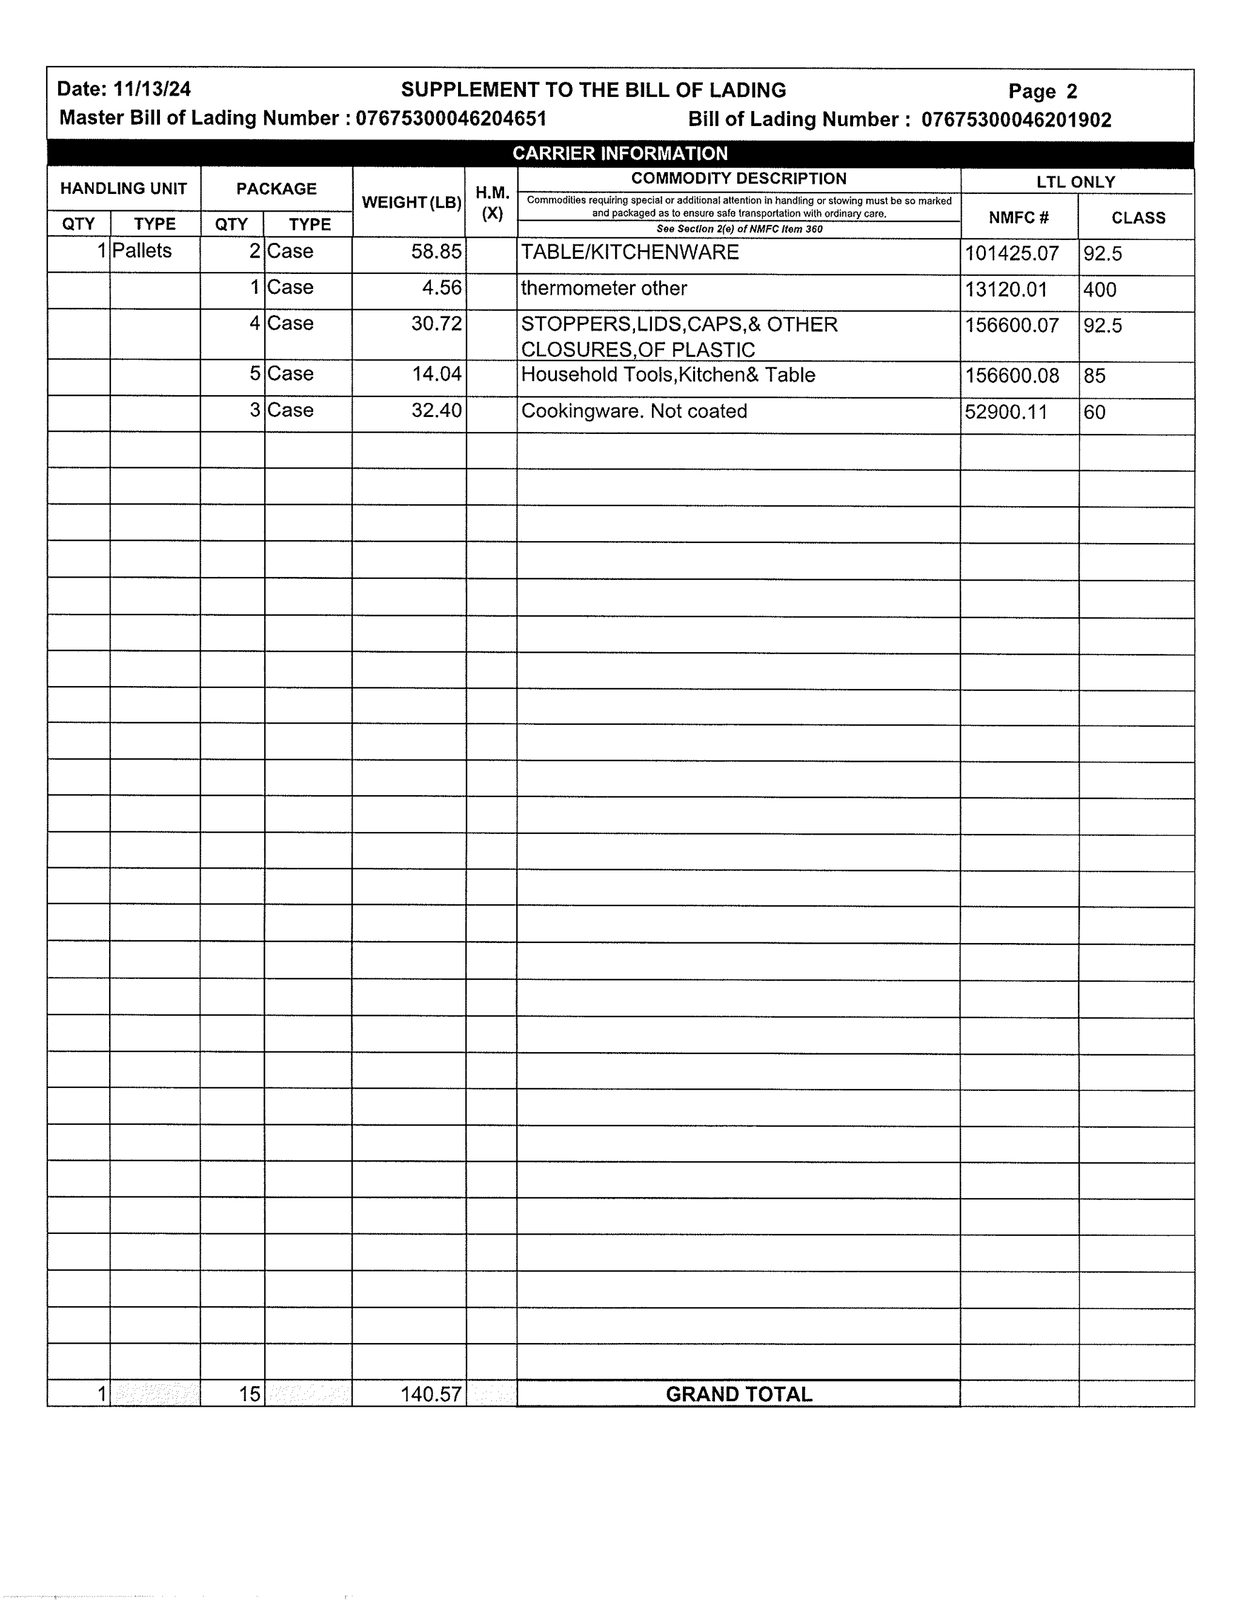 Date: 11/13/24 SUPPLEMENT TO THE BILL OF LADING Page 2
Master Bill of Lading Number : 07675300046204651 Bill of Lading Number : 07675300046201902
CARRIER INFORMATION
HANDLING UNIT PACKAGE WEIGHT(LB) H.M. (X) COMMODITY DESCRIPTION LTL ONLY
Commodities requiring special or additional attention in handling or stowing must be so marked
and packaged as to ensure safe transportation with ordinary care.
See Section 2(e) of NMFC Item 360
QTY TYPE QTY TYPE NMFC # CLASS
1 Pallets 2 Case 58.85 TABLE/KITCHENWARE 101425.07 92.5
1 Case 4.56 thermometer other 13120.01 400
4 Case 30.72 STOPPERS,LIDS,CAPS,& OTHER 156600.07 92.5
CLOSURES,OF PLASTIC
5 Case 14.04 Household Tools,Kitchen& Table 156600.08 85
3 Case 32.40 Cookingware. Not coated 52900.11 60
1 15 140.57 GRAND TOTAL